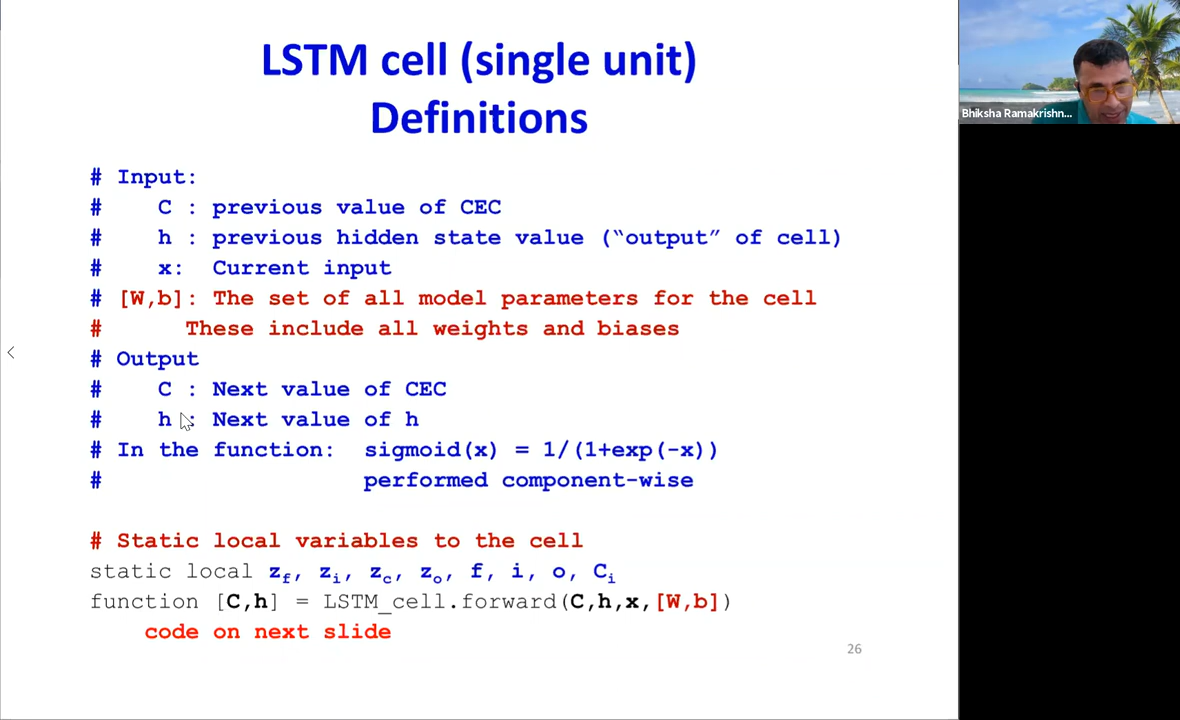 LSTM cell (single unit)
Definitions
# Input:
# C : previous value of CEC
# h : previous hidden state value (“output” of cell)
# x: Current input
# [W,b]: The set of all model parameters for the cell
# These include all weights and biases
# Output
# C : Next value of CEC
# h : Next value of h
# In the function: sigmoid(x) = 1/(1+exp(-x))
# performed component-wise
# Static local variables to the cell
static local zf, zi, zc, zo, f, i, o, Ci
function [C,h] = LSTM_cell.forward(C,h,x,[W,b])
code on next slide
26
Bhiksha Ramakrishn...